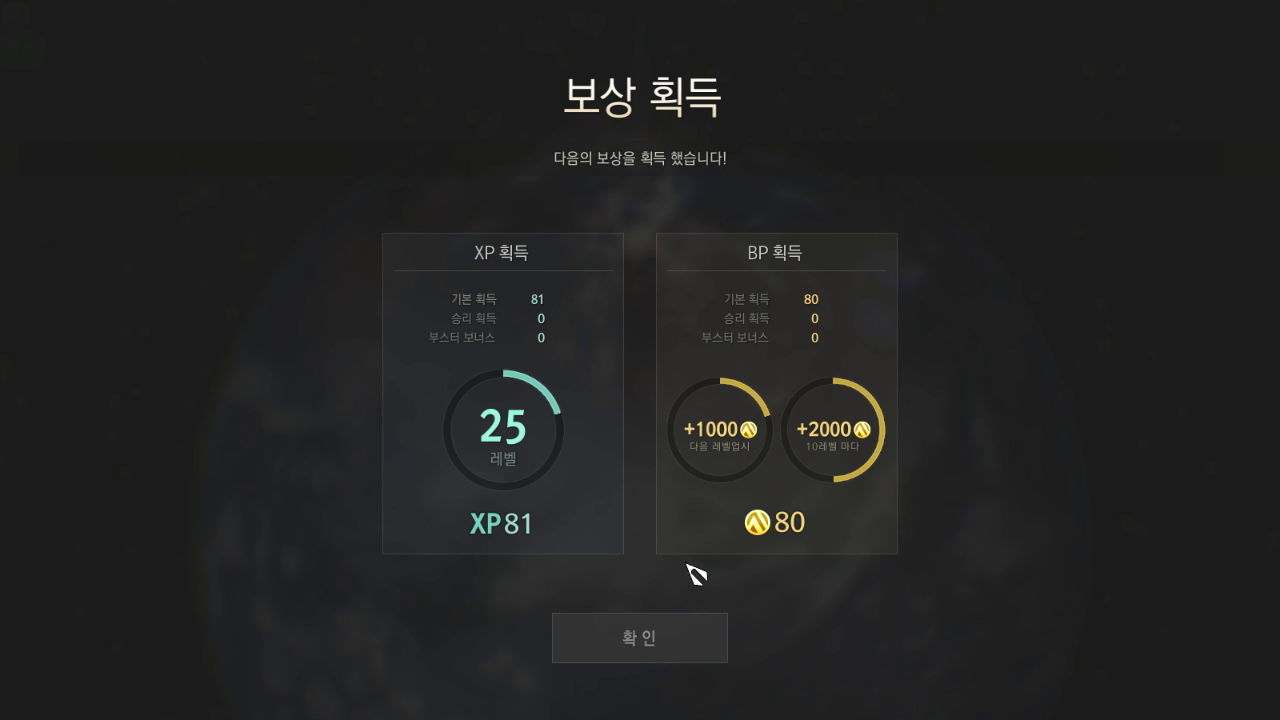 보상 획득
다음의 보상을 획득 했습니다!
XP 획득
기본 획득 81
승리 획득 0
부스터 보너스 0
25
레벨
XP 81
BP 획득
기본 획득 80
승리 획득 0
부스터 보너스 0
+1000
다음 레벨업시
+2000
10레벨 마다
80
확인